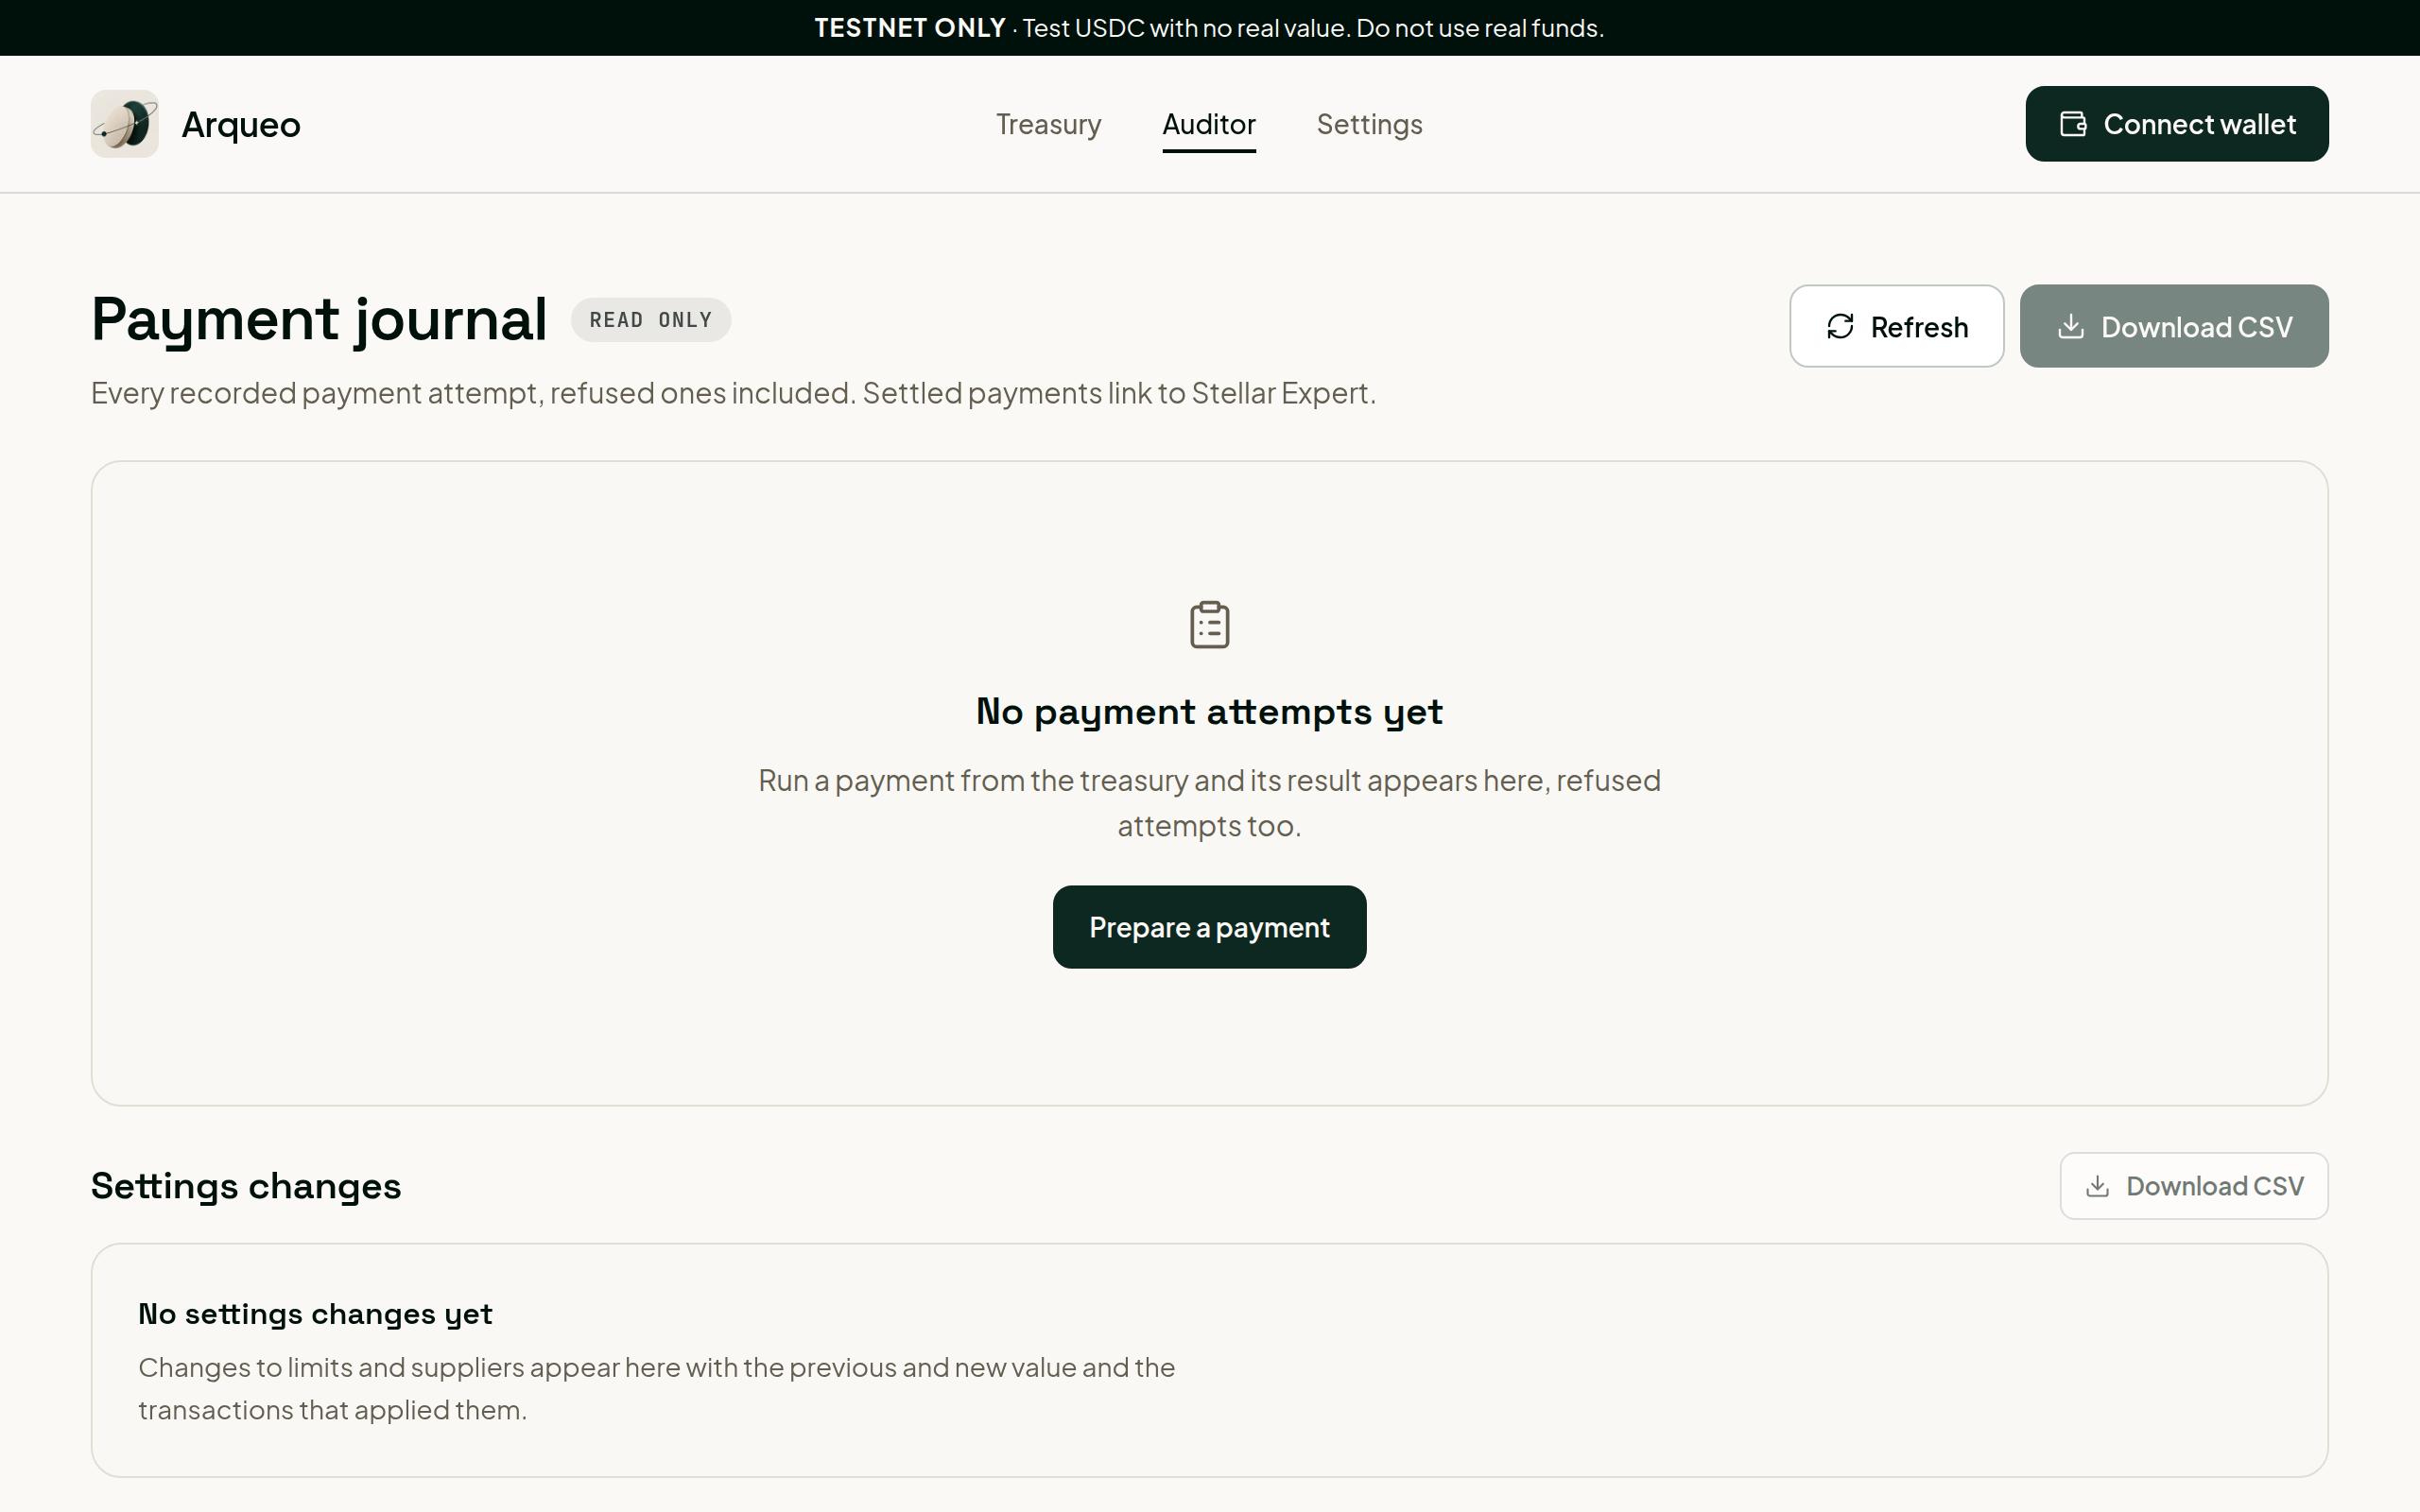 TESTNET ONLY · Test USDC with no real value. Do not use real funds.
Arqueo
Treasury
Auditor
Settings
Connect wallet
Payment journal
READ ONLY
Refresh
Download CSV
Every recorded payment attempt, refused ones included. Settled payments link to Stellar Expert.
No payment attempts yet
Run a payment from the treasury and its result appears here, refused
attempts too.
Prepare a payment
Settings changes
Download CSV
No settings changes yet
Changes to limits and suppliers appear here with the previous and new value and the
transactions that applied them.